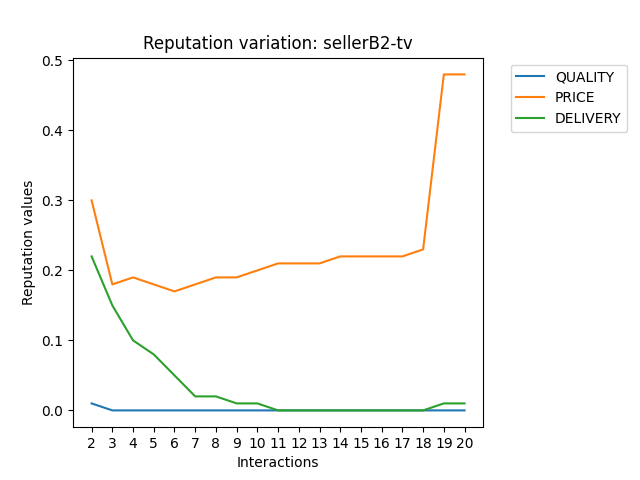 Reputation variation: sellerB2-tv
0.5
0.4
0.3
0.2
0.1
0.0
Reputation values
2 3 4 5 6 7 8 9 10 11 12 13 14 15 16 17 18 19 20
Interactions
QUALITY
PRICE
DELIVERY